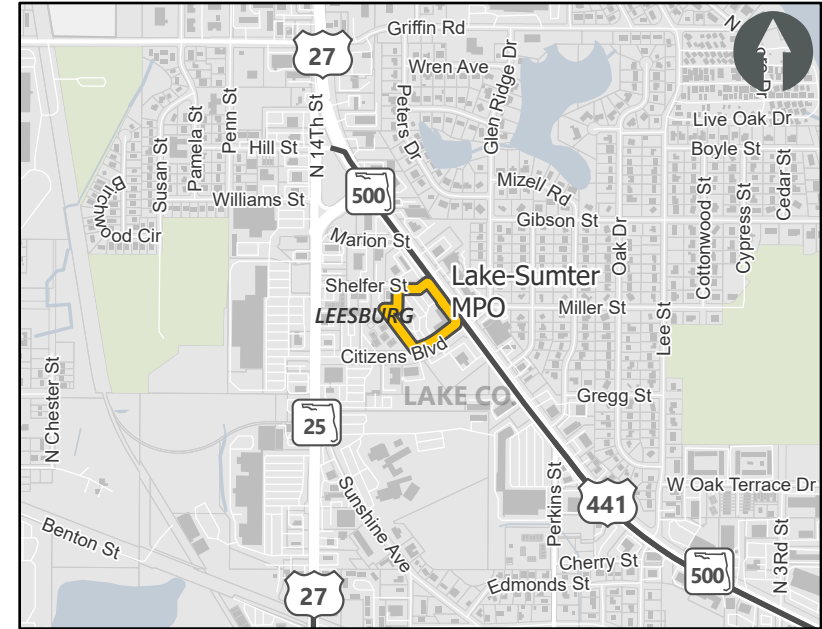 Griffin Rd
27
Wren Ave
Glen Ridge Dr
Peters Dr
N 14Th St
Penn St
Pamela St
Susan St
Hill St
Live Oak Dr
Boyle St
Birchwood Cir
Williams St
500
Mizell Rd
Gibson St
Marion St
Oak Dr
Cottonwood St
Cypress St
Cedar St
Shelfer St
Lake-Sumter
MPO
LEESBURG
Miller St
Lee St
Citizens Blvd
LAKE CO
Gregg St
N Chester St
25
Sunshine Ave
Perkins St
W Oak Terrace Dr
441
Benton St
Cherry St
Edmonds St
500
N 3Rd St
27